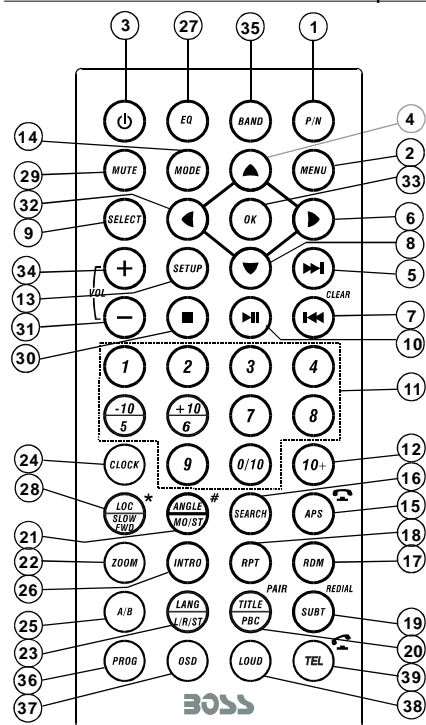 3 27 35 1
EQ BAND P/N 4
14 2
MUTE MODE MENU
29 33
32
SELECT OK 6
9 8
34 + SETUP
13 VOL CLEAR 5
31 − 7
30 10
1 2 3 4
11
-10 +10
5 6 7 8
24 CLOCK 9 0/10 10+ 12
28 16
LOC * ANGLE # SEARCH APS
SLOW FWD MO/ST 15
21 18
22 ZOOM INTRO RPT RDM
26 PAIR REDIAL 17
25 A/B LANG TITLE SUBT
L/R/ST PBC 19
23 20
36 PROG OSD LOUD TEL 39
37 38
BOSS